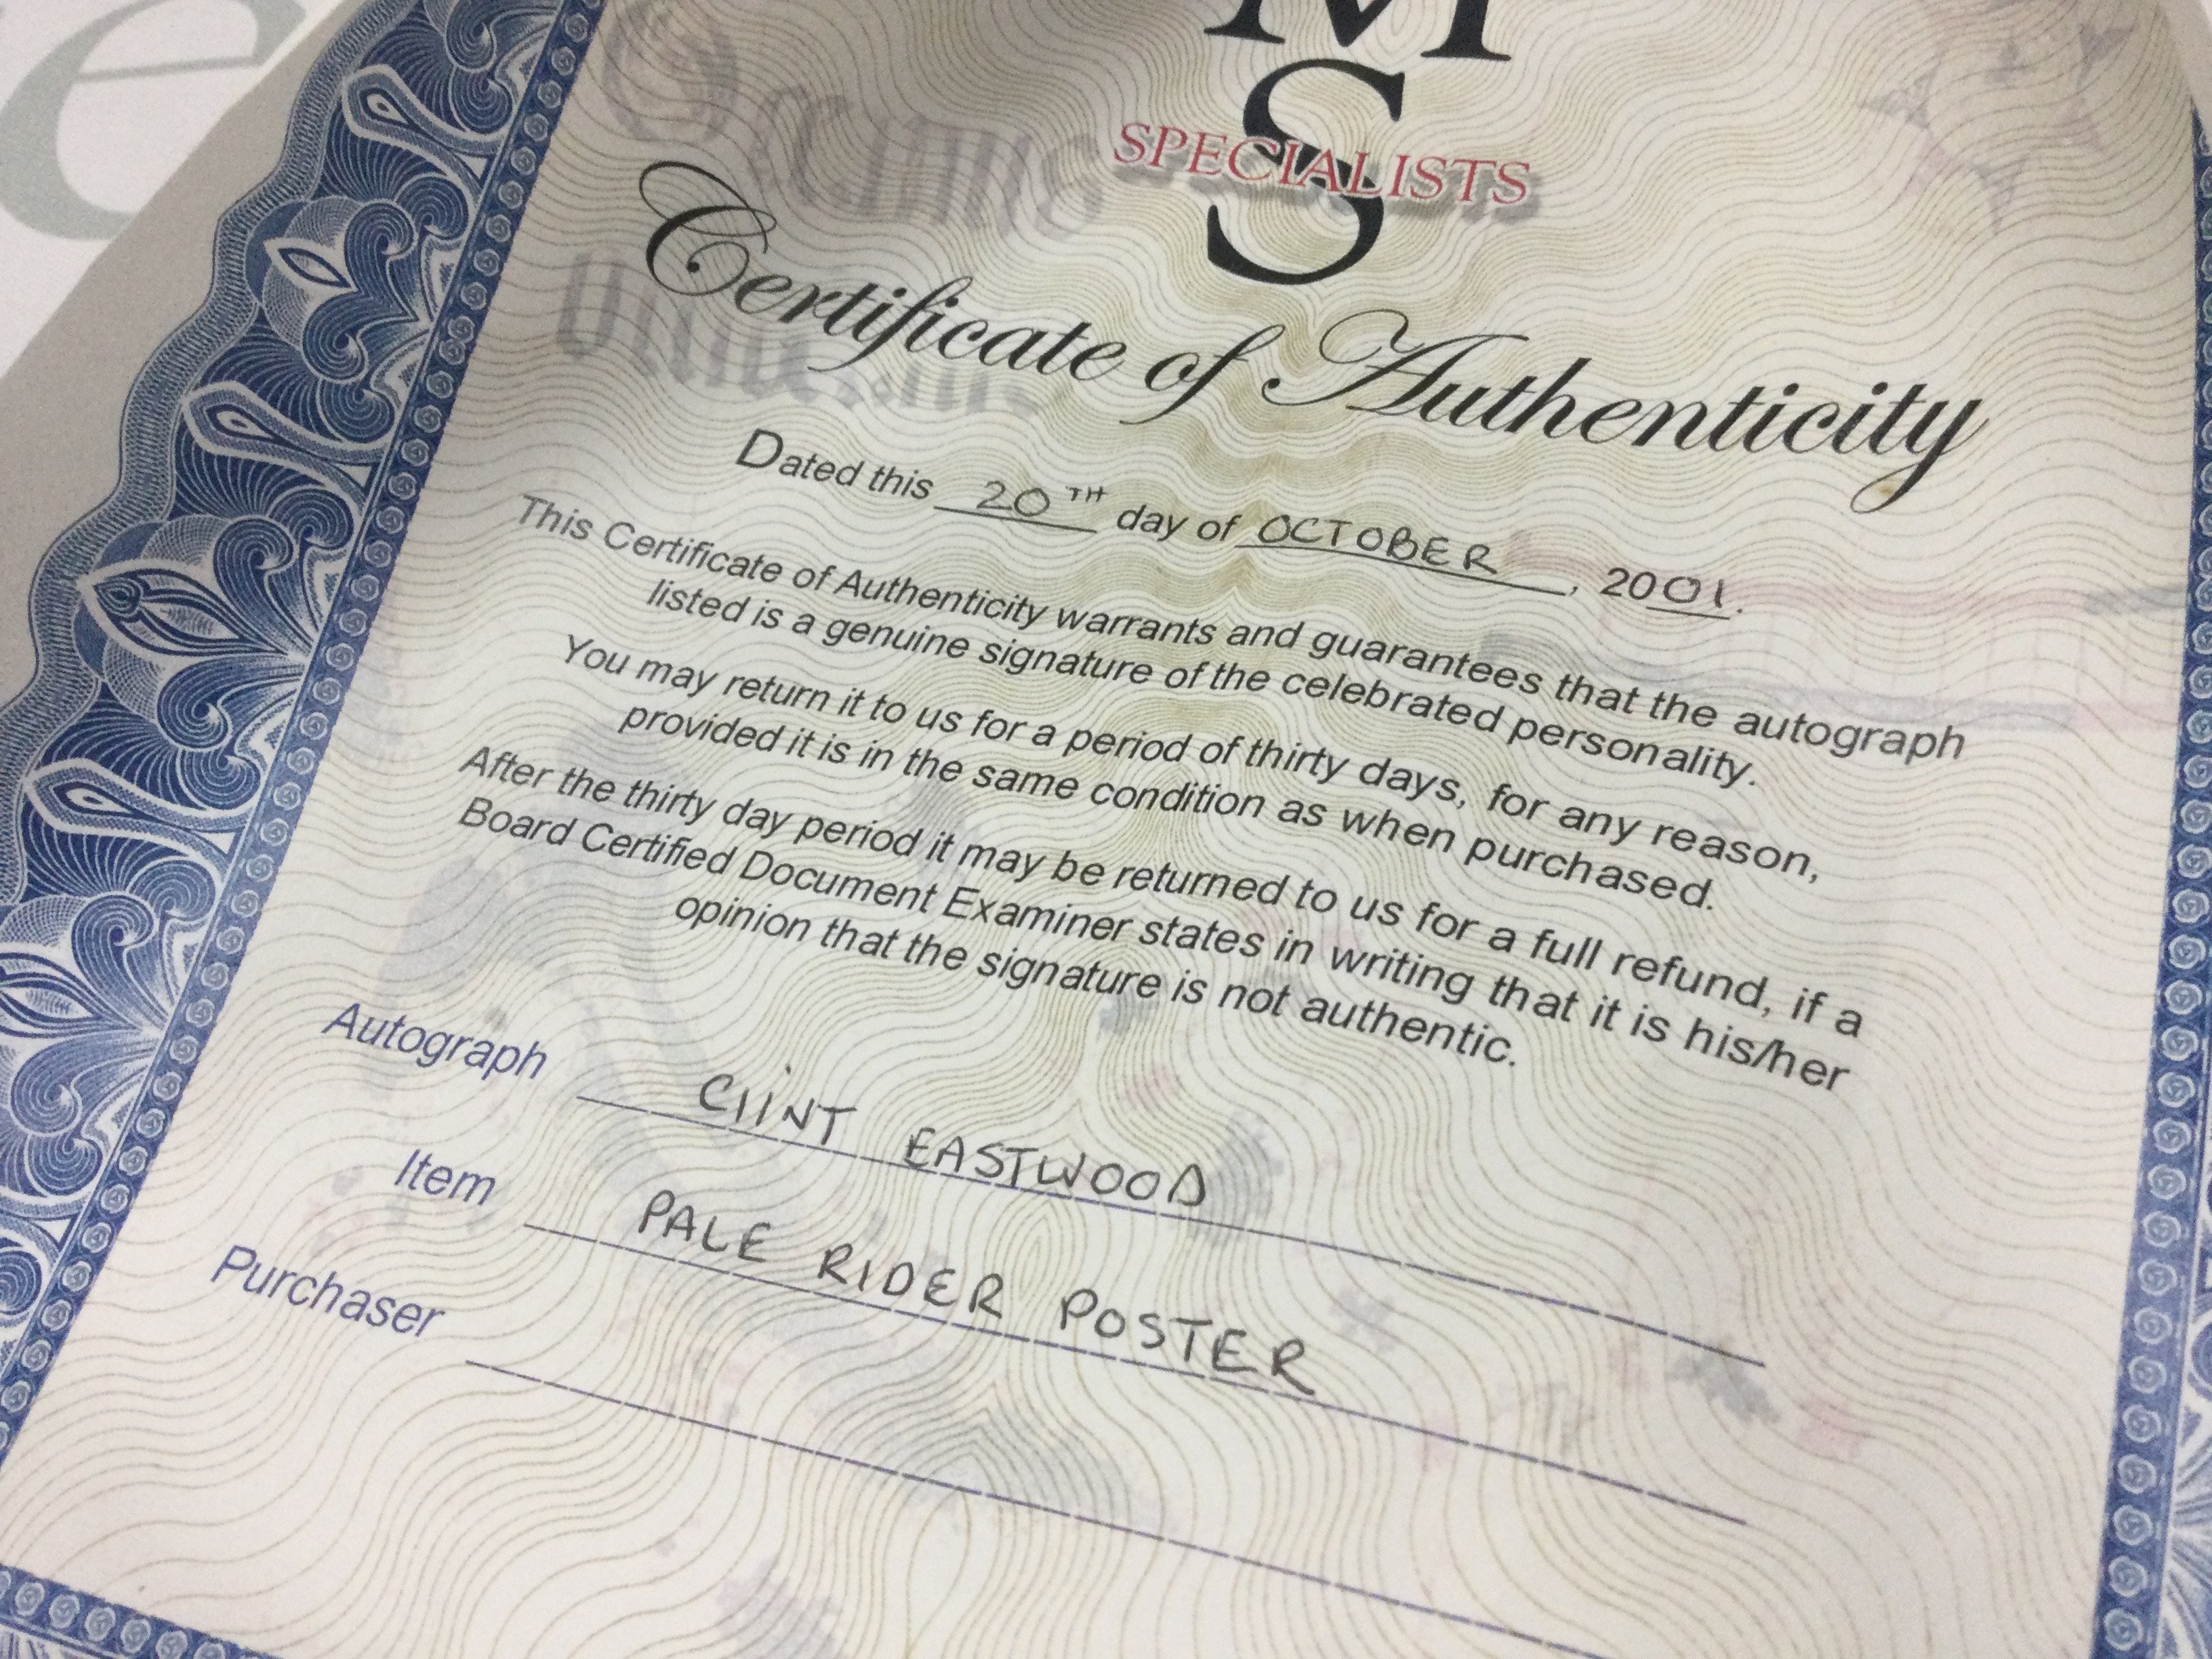 e
M
S
SPECIALISTS
Certificate of Authenticity
Dated this 20TH day of OCTOBER, 2001.
This Certificate of Authenticity warrants and guarantees that the autograph
listed is a genuine signature of the celebrated personality.
You may return it to us for a period of thirty days, for any reason,
provided it is in the same condition as when purchased.
After the thirty day period it may be returned to us for a full refund, if a
Board Certified Document Examiner states in writing that it is his/her
opinion that the signature is not authentic.
Autograph CliNT EASTWOOD
Item PALE RIDER POSTER
Purchaser